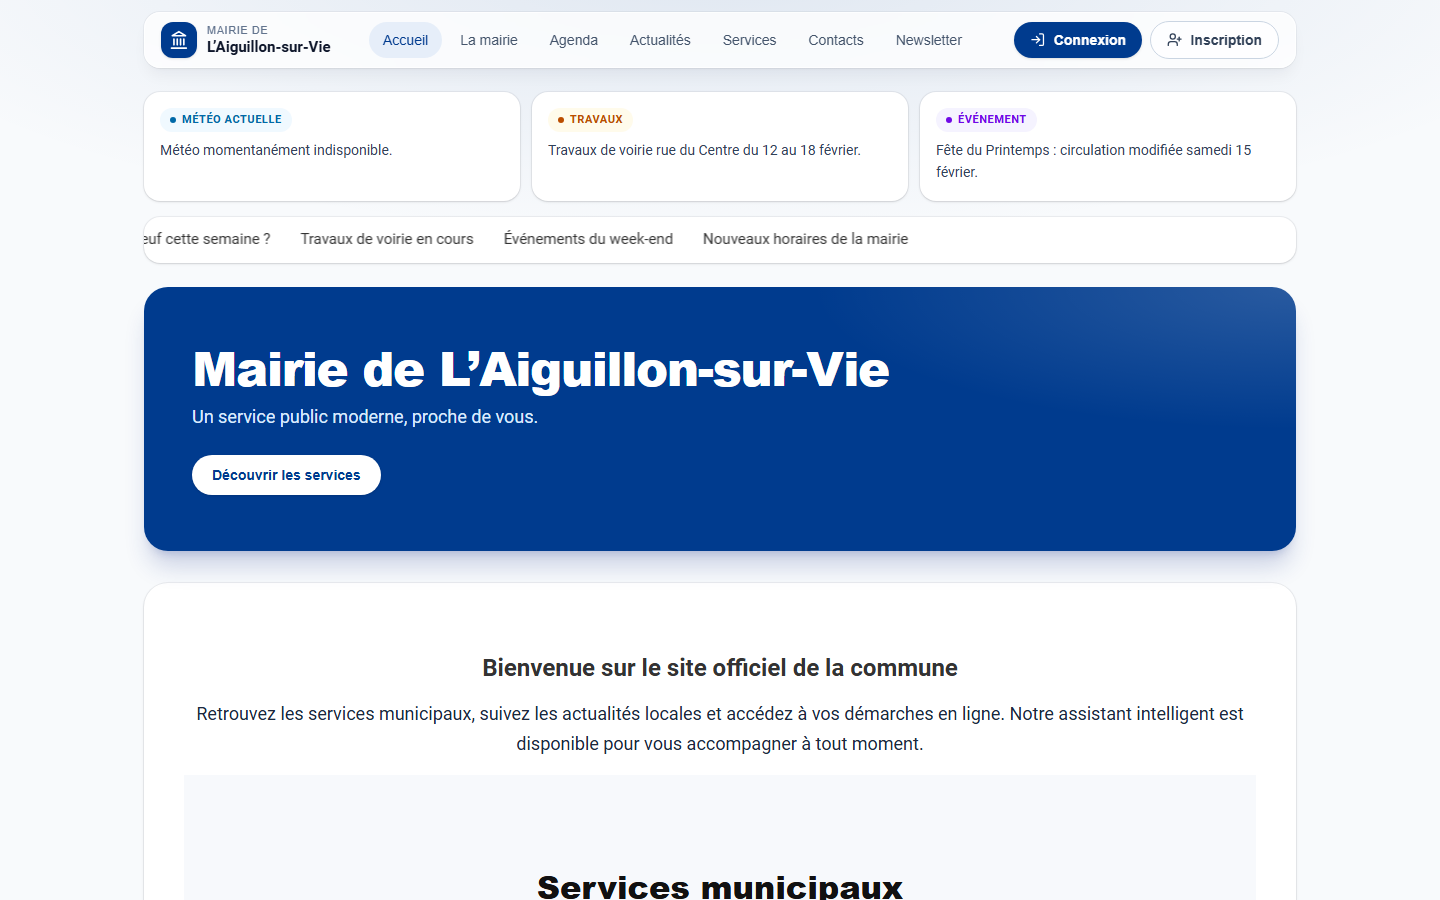 MAIRIE DE
L’Aiguillon-sur-Vie
Accueil
La mairie
Agenda
Actualités
Services
Contacts
Newsletter
Connexion
Inscription
MÉTÉO ACTUELLE
Météo momentanément indisponible.
TRAVAUX
Travaux de voirie rue du Centre du 12 au 18 février.
ÉVÉNEMENT
Fête du Printemps : circulation modifiée samedi 15
février.
euf cette semaine ?
Travaux de voirie en cours
Événements du week-end
Nouveaux horaires de la mairie
Mairie de L’Aiguillon-sur-Vie
Un service public moderne, proche de vous.
Découvrir les services
Bienvenue sur le site officiel de la commune
Retrouvez les services municipaux, suivez les actualités locales et accédez à vos démarches en ligne. Notre assistant intelligent est
disponible pour vous accompagner à tout moment.
Services municipaux